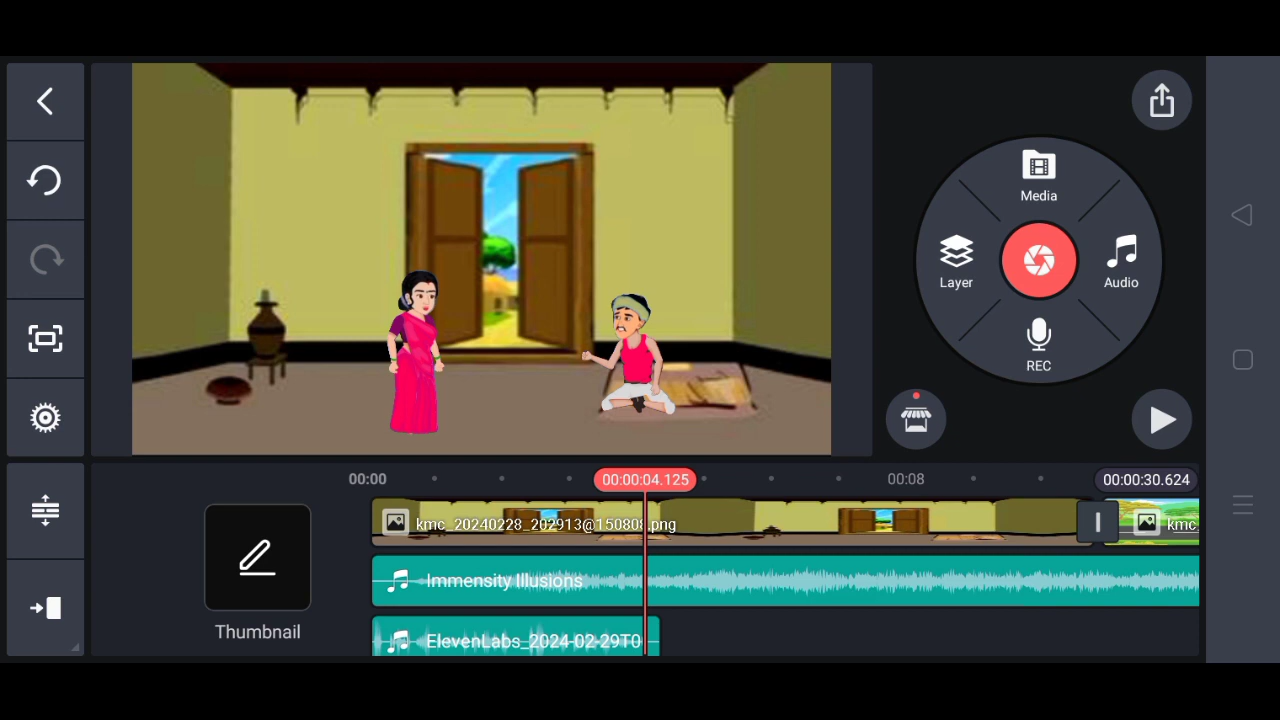 Media
Layer
Audio
REC
00:00
00:00:04.125
00:08
00:00:30.624
kmc_20240228_202913@150808.png
kmc
Immensity Illusions
Thumbnail
ElevenLabs_2024-02-29T0